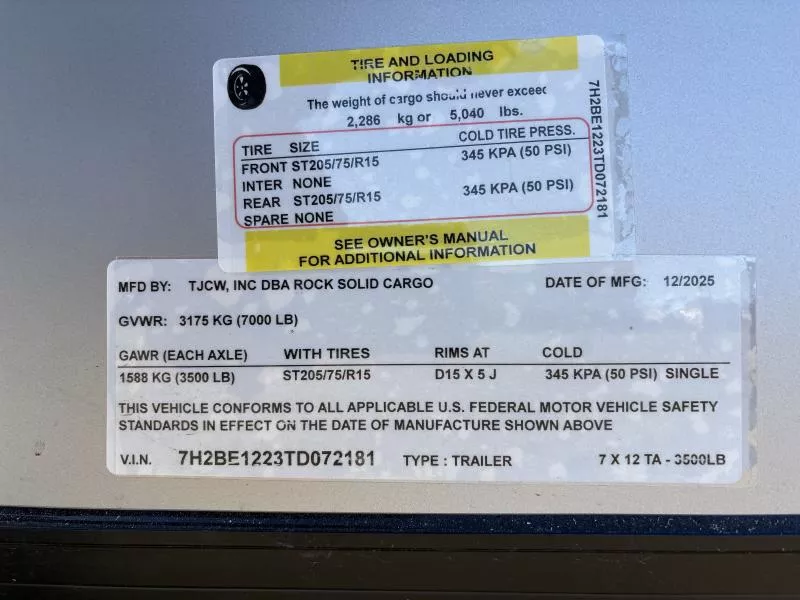 TIRE AND LOADING
INFORMATION
The weight of cargo should never exceed
2,286 kg or 5,040 lbs.
TIRE SIZE COLD TIRE PRESS.
FRONT ST205/75/R15 345 KPA (50 PSI)
INTER NONE
REAR ST205/75/R15 345 KPA (50 PSI)
SPARE NONE
SEE OWNER'S MANUAL
FOR ADDITIONAL INFORMATION
7H2BE1223TD072181
MFD BY: TJCW, INC DBA ROCK SOLID CARGO DATE OF MFG: 12/2025
GVWR: 3175 KG (7000 LB)
GAWR (EACH AXLE) WITH TIRES RIMS AT COLD
1588 KG (3500 LB) ST205/75/R15 D15 X 5 J 345 KPA (50 PSI) SINGLE
THIS VEHICLE CONFORMS TO ALL APPLICABLE U.S. FEDERAL MOTOR VEHICLE SAFETY
STANDARDS IN EFFECT ON THE DATE OF MANUFACTURE SHOWN ABOVE
V.I.N. 7H2BE1223TD072181 TYPE : TRAILER 7 X 12 TA - 3500LB